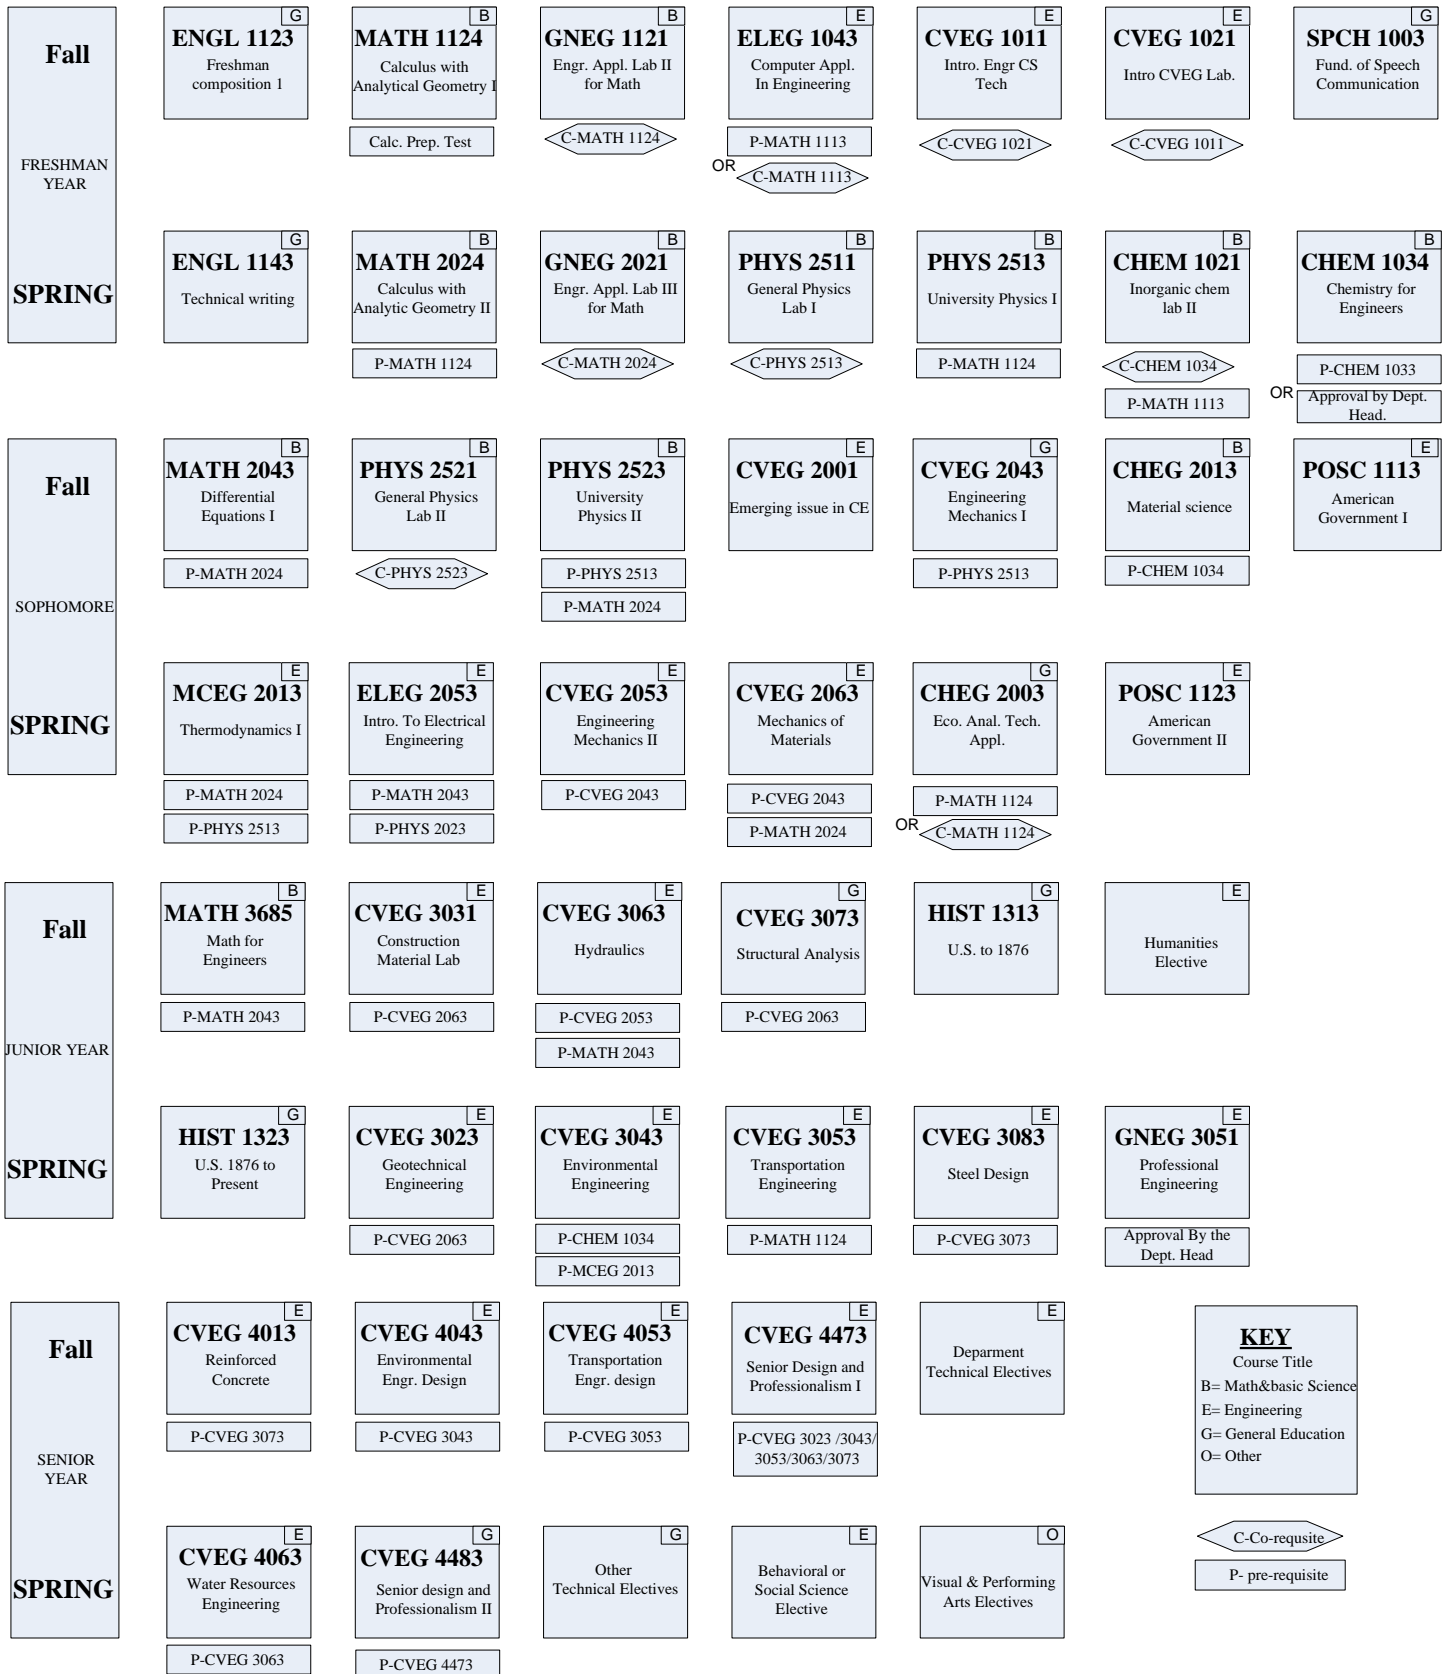 Fall
FRESHMAN
YEAR
SPRING
G
ENGL 1123
Freshman
composition 1
B
MATH 1124
Calculus with
Analytical Geometry I
Calc. Prep. Test
B
GNEG 1121
Engr. Appl. Lab II
for Math
C-MATH 1124
E
ELEG 1043
Computer Appl.
In Engineering
P-MATH 1113
OR
C-MATH 1113
E
CVEG 1011
Intro. Engr CS
Tech
C-CVEG 1021
E
CVEG 1021
Intro CVEG Lab.
C-CVEG 1011
G
SPCH 1003
Fund. of Speech
Communication
G
ENGL 1143
Technical writing
B
MATH 2024
Calculus with
Analytic Geometry II
P-MATH 1124
B
GNEG 2021
Engr. Appl. Lab III
for Math
C-MATH 2024
B
PHYS 2511
General Physics
Lab I
C-PHYS 2513
B
PHYS 2513
University Physics I
P-MATH 1124
B
CHEM 1021
Inorganic chem
lab II
C-CHEM 1034
P-MATH 1113
B
CHEM 1034
Chemistry for
Engineers
P-CHEM 1033
OR
Approval by Dept.
Head.
Fall
SOPHOMORE
SPRING
B
MATH 2043
Differential
Equations I
P-MATH 2024
B
PHYS 2521
General Physics
Lab II
C-PHYS 2523
B
PHYS 2523
University
Physics II
P-PHYS 2513
P-MATH 2024
E
CVEG 2001
Emerging issue in CE
G
CVEG 2043
Engineering
Mechanics I
P-PHYS 2513
B
CHEG 2013
Material science
P-CHEM 1034
E
POSC 1113
American
Government I
E
MCEG 2013
Thermodynamics I
P-MATH 2024
P-PHYS 2513
E
ELEG 2053
Intro. To Electrical
Engineering
P-MATH 2043
P-PHYS 2023
E
CVEG 2053
Engineering
Mechanics II
P-CVEG 2043
E
CVEG 2063
Mechanics of
Materials
P-CVEG 2043
P-MATH 2024
G
CHEG 2003
Eco. Anal. Tech.
Appl.
P-MATH 1124
OR
C-MATH 1124
E
POSC 1123
American
Government II
Fall
JUNIOR YEAR
SPRING
B
MATH 3685
Math for
Engineers
P-MATH 2043
E
CVEG 3031
Construction
Material Lab
P-CVEG 2063
E
CVEG 3063
Hydraulics
P-CVEG 2053
P-MATH 2043
G
CVEG 3073
Structural Analysis
P-CVEG 2063
G
HIST 1313
U.S. to 1876
E
Humanities
Elective
G
HIST 1323
U.S. 1876 to
Present
E
CVEG 3023
Geotechnical
Engineering
P-CVEG 2063
E
CVEG 3043
Environmental
Engineering
P-CHEM 1034
P-MCEG 2013
E
CVEG 3053
Transportation
Engineering
P-MATH 1124
E
CVEG 3083
Steel Design
P-CVEG 3073
E
GNEG 3051
Professional
Engineering
Approval By the
Dept. Head
Fall
SENIOR
YEAR
SPRING
E
CVEG 4013
Reinforced
Concrete
P-CVEG 3073
E
CVEG 4043
Environmental
Engr. Design
P-CVEG 3043
E
CVEG 4053
Transportation
Engr. design
P-CVEG 3053
E
CVEG 4473
Senior Design and
Professionalism I
P-CVEG 3023 /3043/
3053/3063/3073
E
Deparment
Technical Electives
E
CVEG 4063
Water Resources
Engineering
P-CVEG 3063
G
CVEG 4483
Senior design and
Professionalism II
P-CVEG 4473
G
Other
Technical Electives
E
Behavioral or
Social Science
Elective
O
Visual & Performing
Arts Electives
KEY
Course Title
B= Math&basic Science
E= Engineering
G= General Education
O= Other
C-Co-requsite
P- pre-requisite